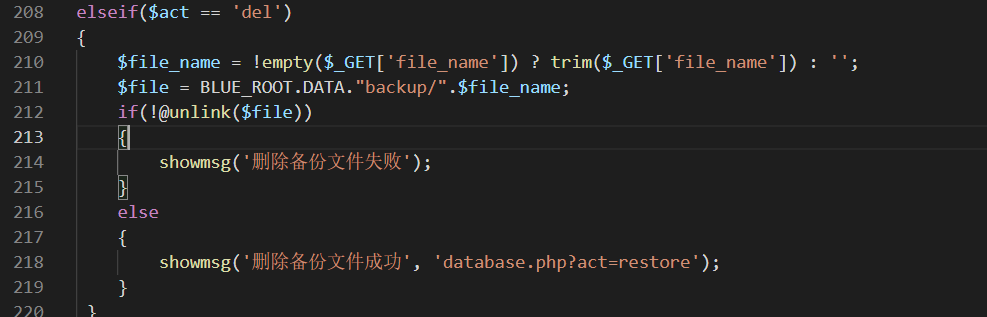 208 elseif($act == 'del')
209 {
210 $file_name = !empty($_GET['file_name']) ? trim($_GET['file_name']) : '';
211 $file = BLUE_ROOT.DATA."backup/".$file_name;
212 if(!@unlink($file))
213 {
214 showmsg('删除备份文件失败');
215 }
216 else
217 {
218 showmsg('删除备份文件成功', 'database.php?act=restore');
219 }
220 }